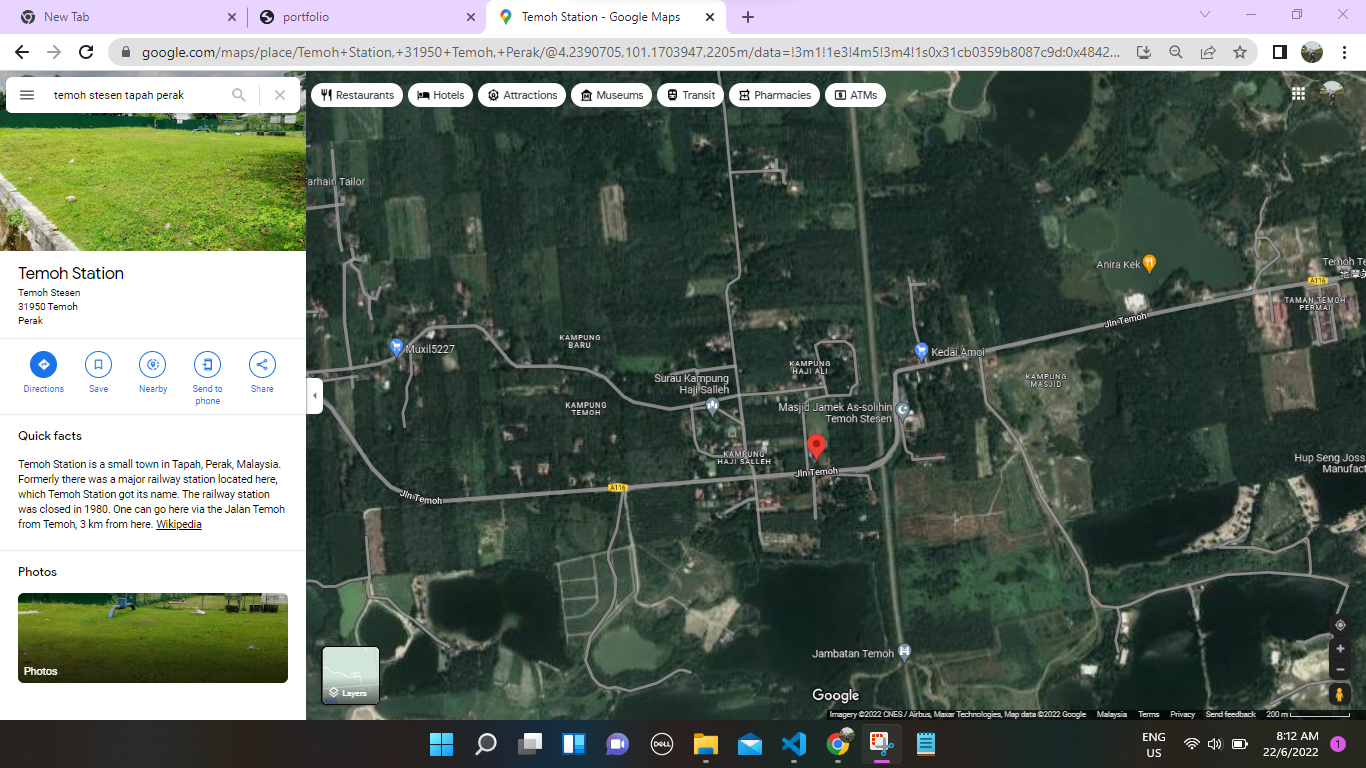 New Tab
portfolio
Temoh Station - Google Maps
google.com/maps/place/Temoh+Station,+31950+Temoh,+Perak/@4.2390705,101.1703947,2205m/data=!3m1!1e3!4m5!3m4!1s0x31cb0359b8087c9d:0x4842...
temoh stesen tapah perak
Restaurants
Hotels
Attractions
Museums
Transit
Pharmacies
ATMs
Temoh Station
Temoh Stesen
31950 Temoh
Perak
Directions
Save
Nearby
Send to
phone
Share
Quick facts
Temoh Station is a small town in Tapah, Perak, Malaysia.
Formerly there was a major railway station located here,
which Temoh Station got its name. The railway station
was closed in 1980. One can go here via the Jalan Temoh
from Temoh, 3 km from here. Wikipedia
Photos
Photos
arhain Tailor
Anira Kek
Temoh Te
A116
TAMAN TEMOH
PERMAI
Jln Temoh
Muxil5227
KAMPUNG
BARU
Kedai Amoi
KAMPUNG
HAJI ALI
Surau Kampung
Haji Salleh
KAMPUNG
MASJID
KAMPUNG
TEMOH
Masjid Jamek As-solihin
Temoh Stesen
KAMPUNG
HAJI SALLEH
Jln Temoh
Hup Seng Joss
Manufact
A116
Jln Temoh
Jambatan Temoh
Layers
Google
Imagery ©2022 CNES / Airbus, Maxar Technologies, Map data ©2022 Google
Malaysia
Terms
Privacy
Send feedback
200 m
DELL
ENG
US
8:12 AM
22/6/2022
1